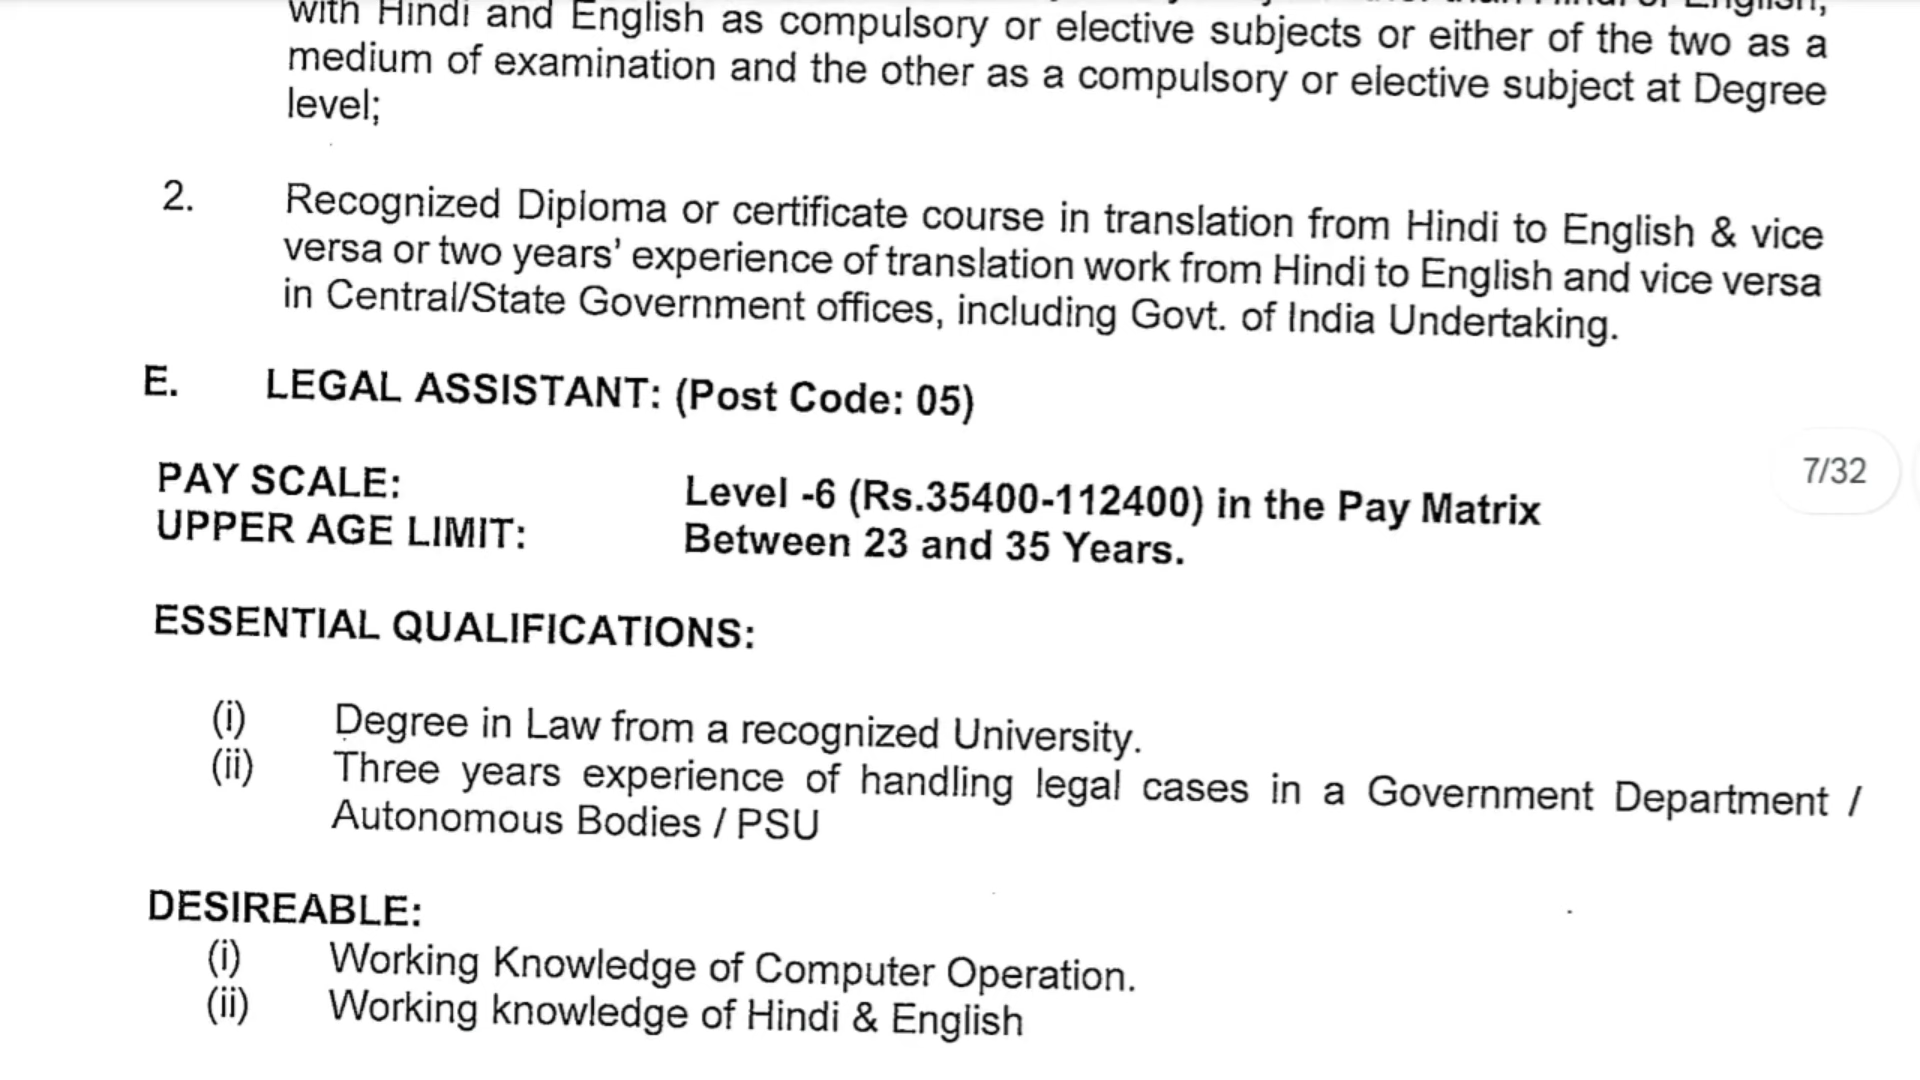 with Hindi and English as compulsory or elective subjects or either of the two as a
medium of examination and the other as a compulsory or elective subject at Degree
level;
2. Recognized Diploma or certificate course in translation from Hindi to English & vice
versa or two years' experience of translation work from Hindi to English and vice versa
in Central/State Government offices, including Govt. of India Undertaking.
E. LEGAL ASSISTANT: (Post Code: 05)
7/32
PAY SCALE: Level -6 (Rs.35400-112400) in the Pay Matrix
UPPER AGE LIMIT: Between 23 and 35 Years.
ESSENTIAL QUALIFICATIONS:
(i) Degree in Law from a recognized University.
(ii) Three years experience of handling legal cases in a Government Department /
Autonomous Bodies / PSU
DESIREABLE:
(i) Working Knowledge of Computer Operation.
(ii) Working knowledge of Hindi & English